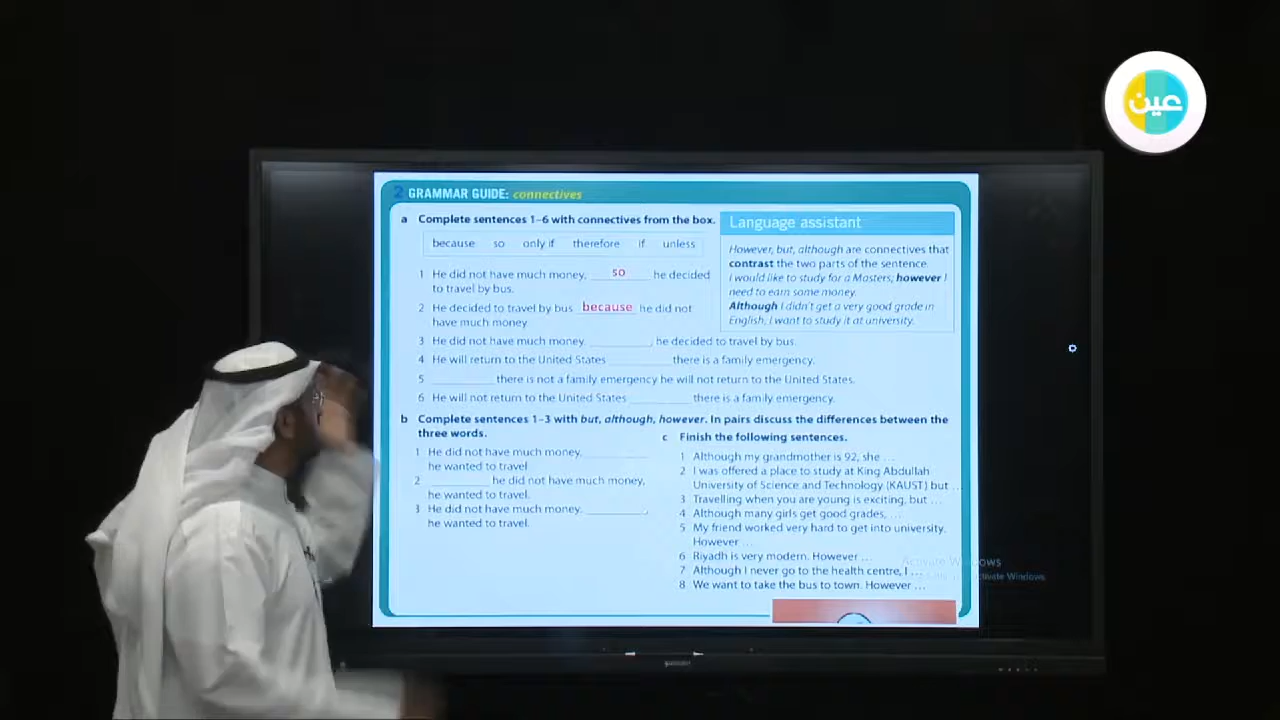 عين
2 GRAMMAR GUIDE: connectives
a Complete sentences 1–6 with connectives from the box.
because so only if therefore if unless
1 He did not have much money, so he decided
to travel by bus.
2 He decided to travel by bus because he did not
have much money
3 He did not have much money. ________, he decided to travel by bus.
4 He will return to the United States ________ there is a family emergency.
5 ________ there is not a family emergency he will not return to the United States.
6 He will not return to the United States ________ there is a family emergency.
Language assistant
However, but, although are connectives that
contrast the two parts of the sentence.
I would like to study for a Masters; however I
need to earn some money.
Although I didn't get a very good grade in
English, I want to study it at university.
b Complete sentences 1–3 with but, although, however. In pairs discuss the differences between the
three words.
1 He did not have much money, ________
he wanted to travel
2 ________ he did not have much money,
he wanted to travel.
3 He did not have much money. ________,
he wanted to travel.
c Finish the following sentences.
1 Although my grandmother is 92, she …
2 I was offered a place to study at King Abdullah
University of Science and Technology (KAUST) but …
3 Travelling when you are young is exciting, but …
4 Although many girls get good grades, …
5 My friend worked very hard to get into university.
However …
6 Riyadh is very modern. However …
7 Although I never go to the health centre, I …
8 We want to take the bus to town. However …
Activate Windows